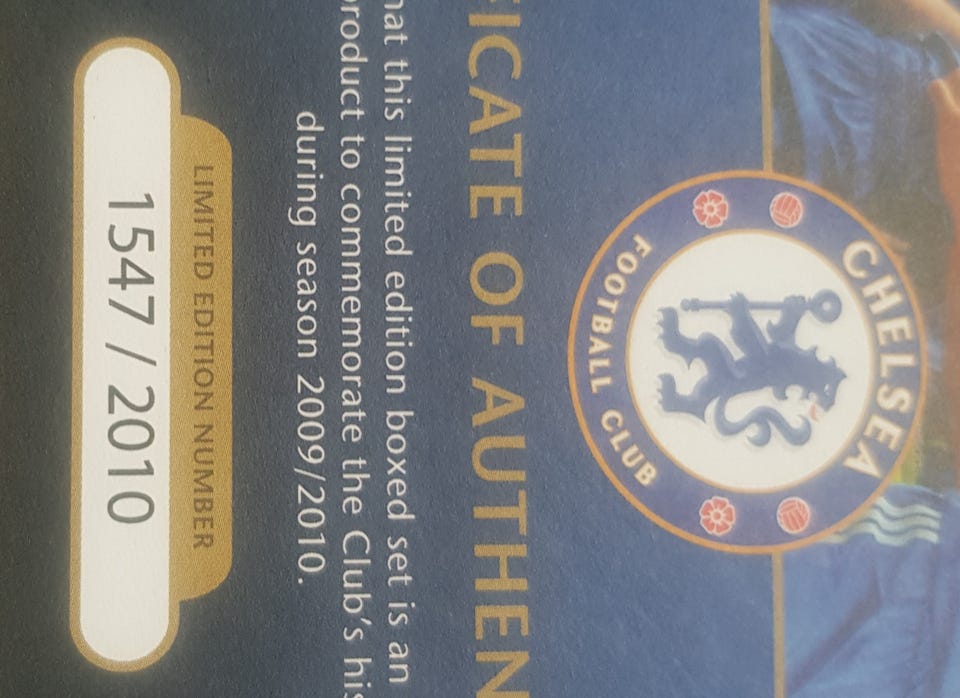 CHELSEA
FOOTBALL CLUB
ICATE OF AUTHEN
hat this limited edition boxed set is an
product to commemorate the Club's his
during season 2009/2010.
LIMITED EDITION NUMBER
1547 / 2010